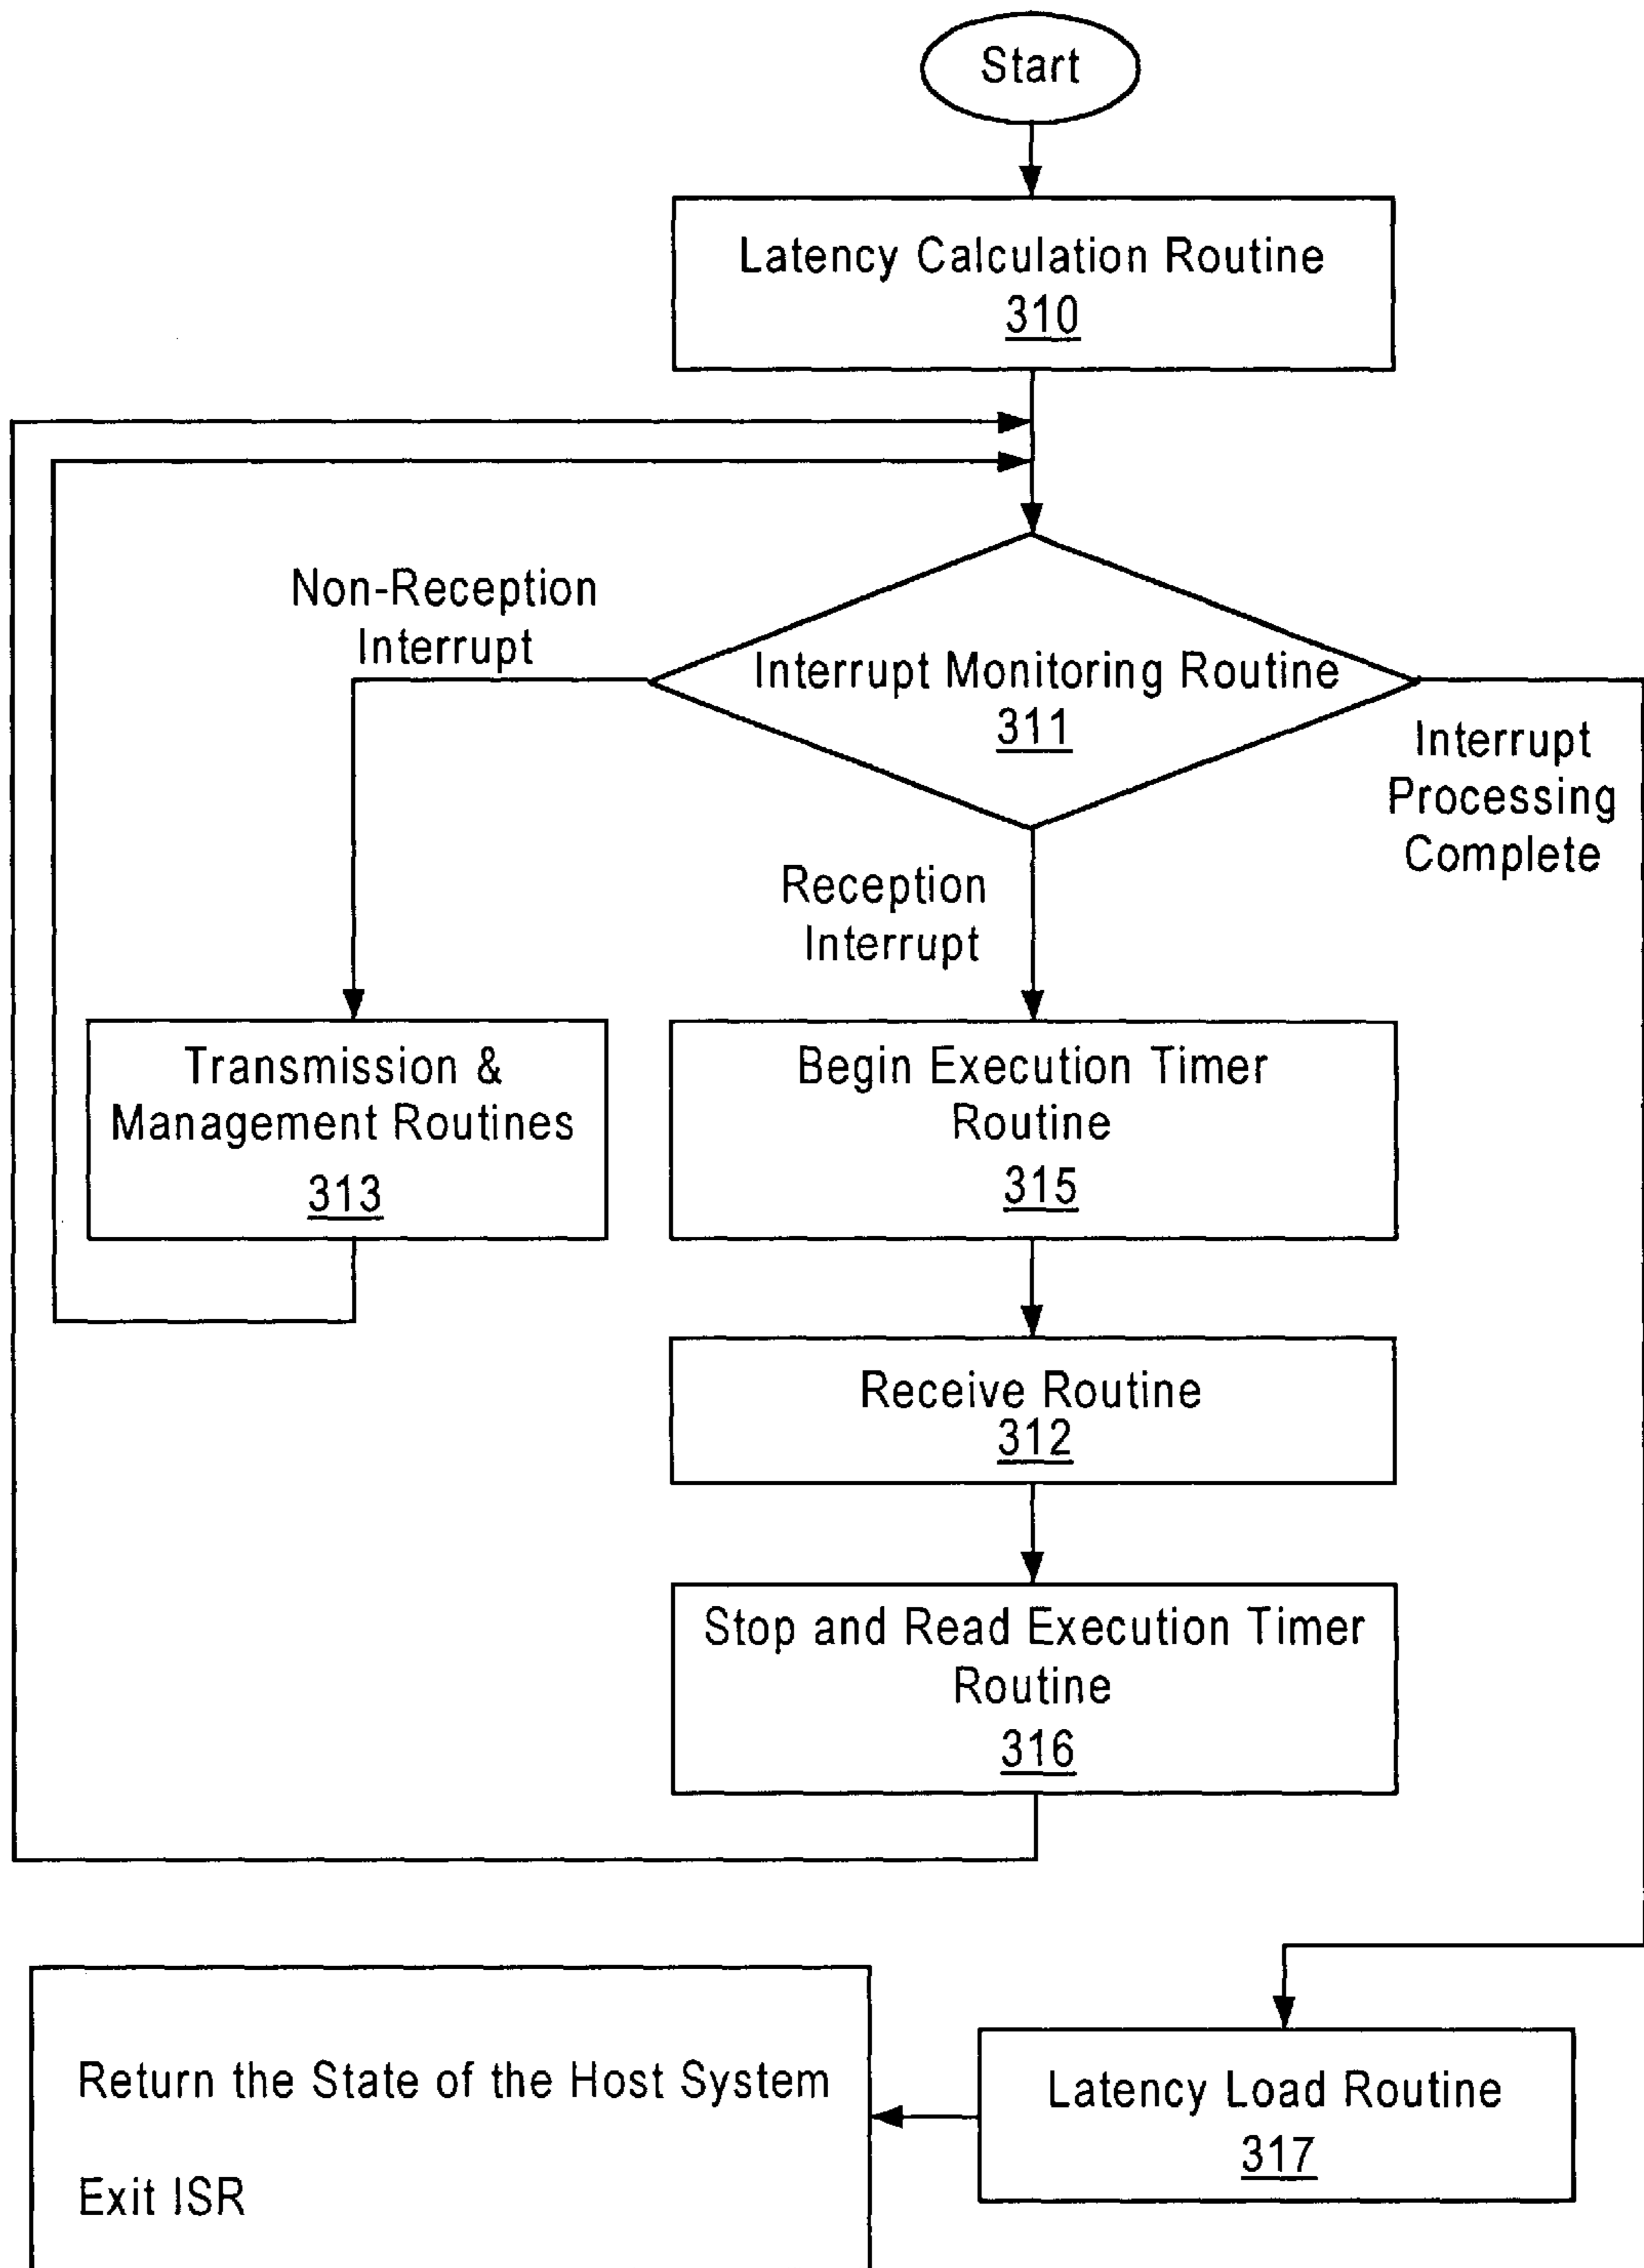 Start
Latency Calculation Routine
310
Non-Reception
Interrupt
Interrupt Monitoring Routine
311
Interrupt
Processing
Complete
Reception
Interrupt
Transmission &
Management Routines
313
Begin Execution Timer
Routine
315
Receive Routine
312
Stop and Read Execution Timer
Routine
316
Return the State of the Host System
Exit ISR
Latency Load Routine
317